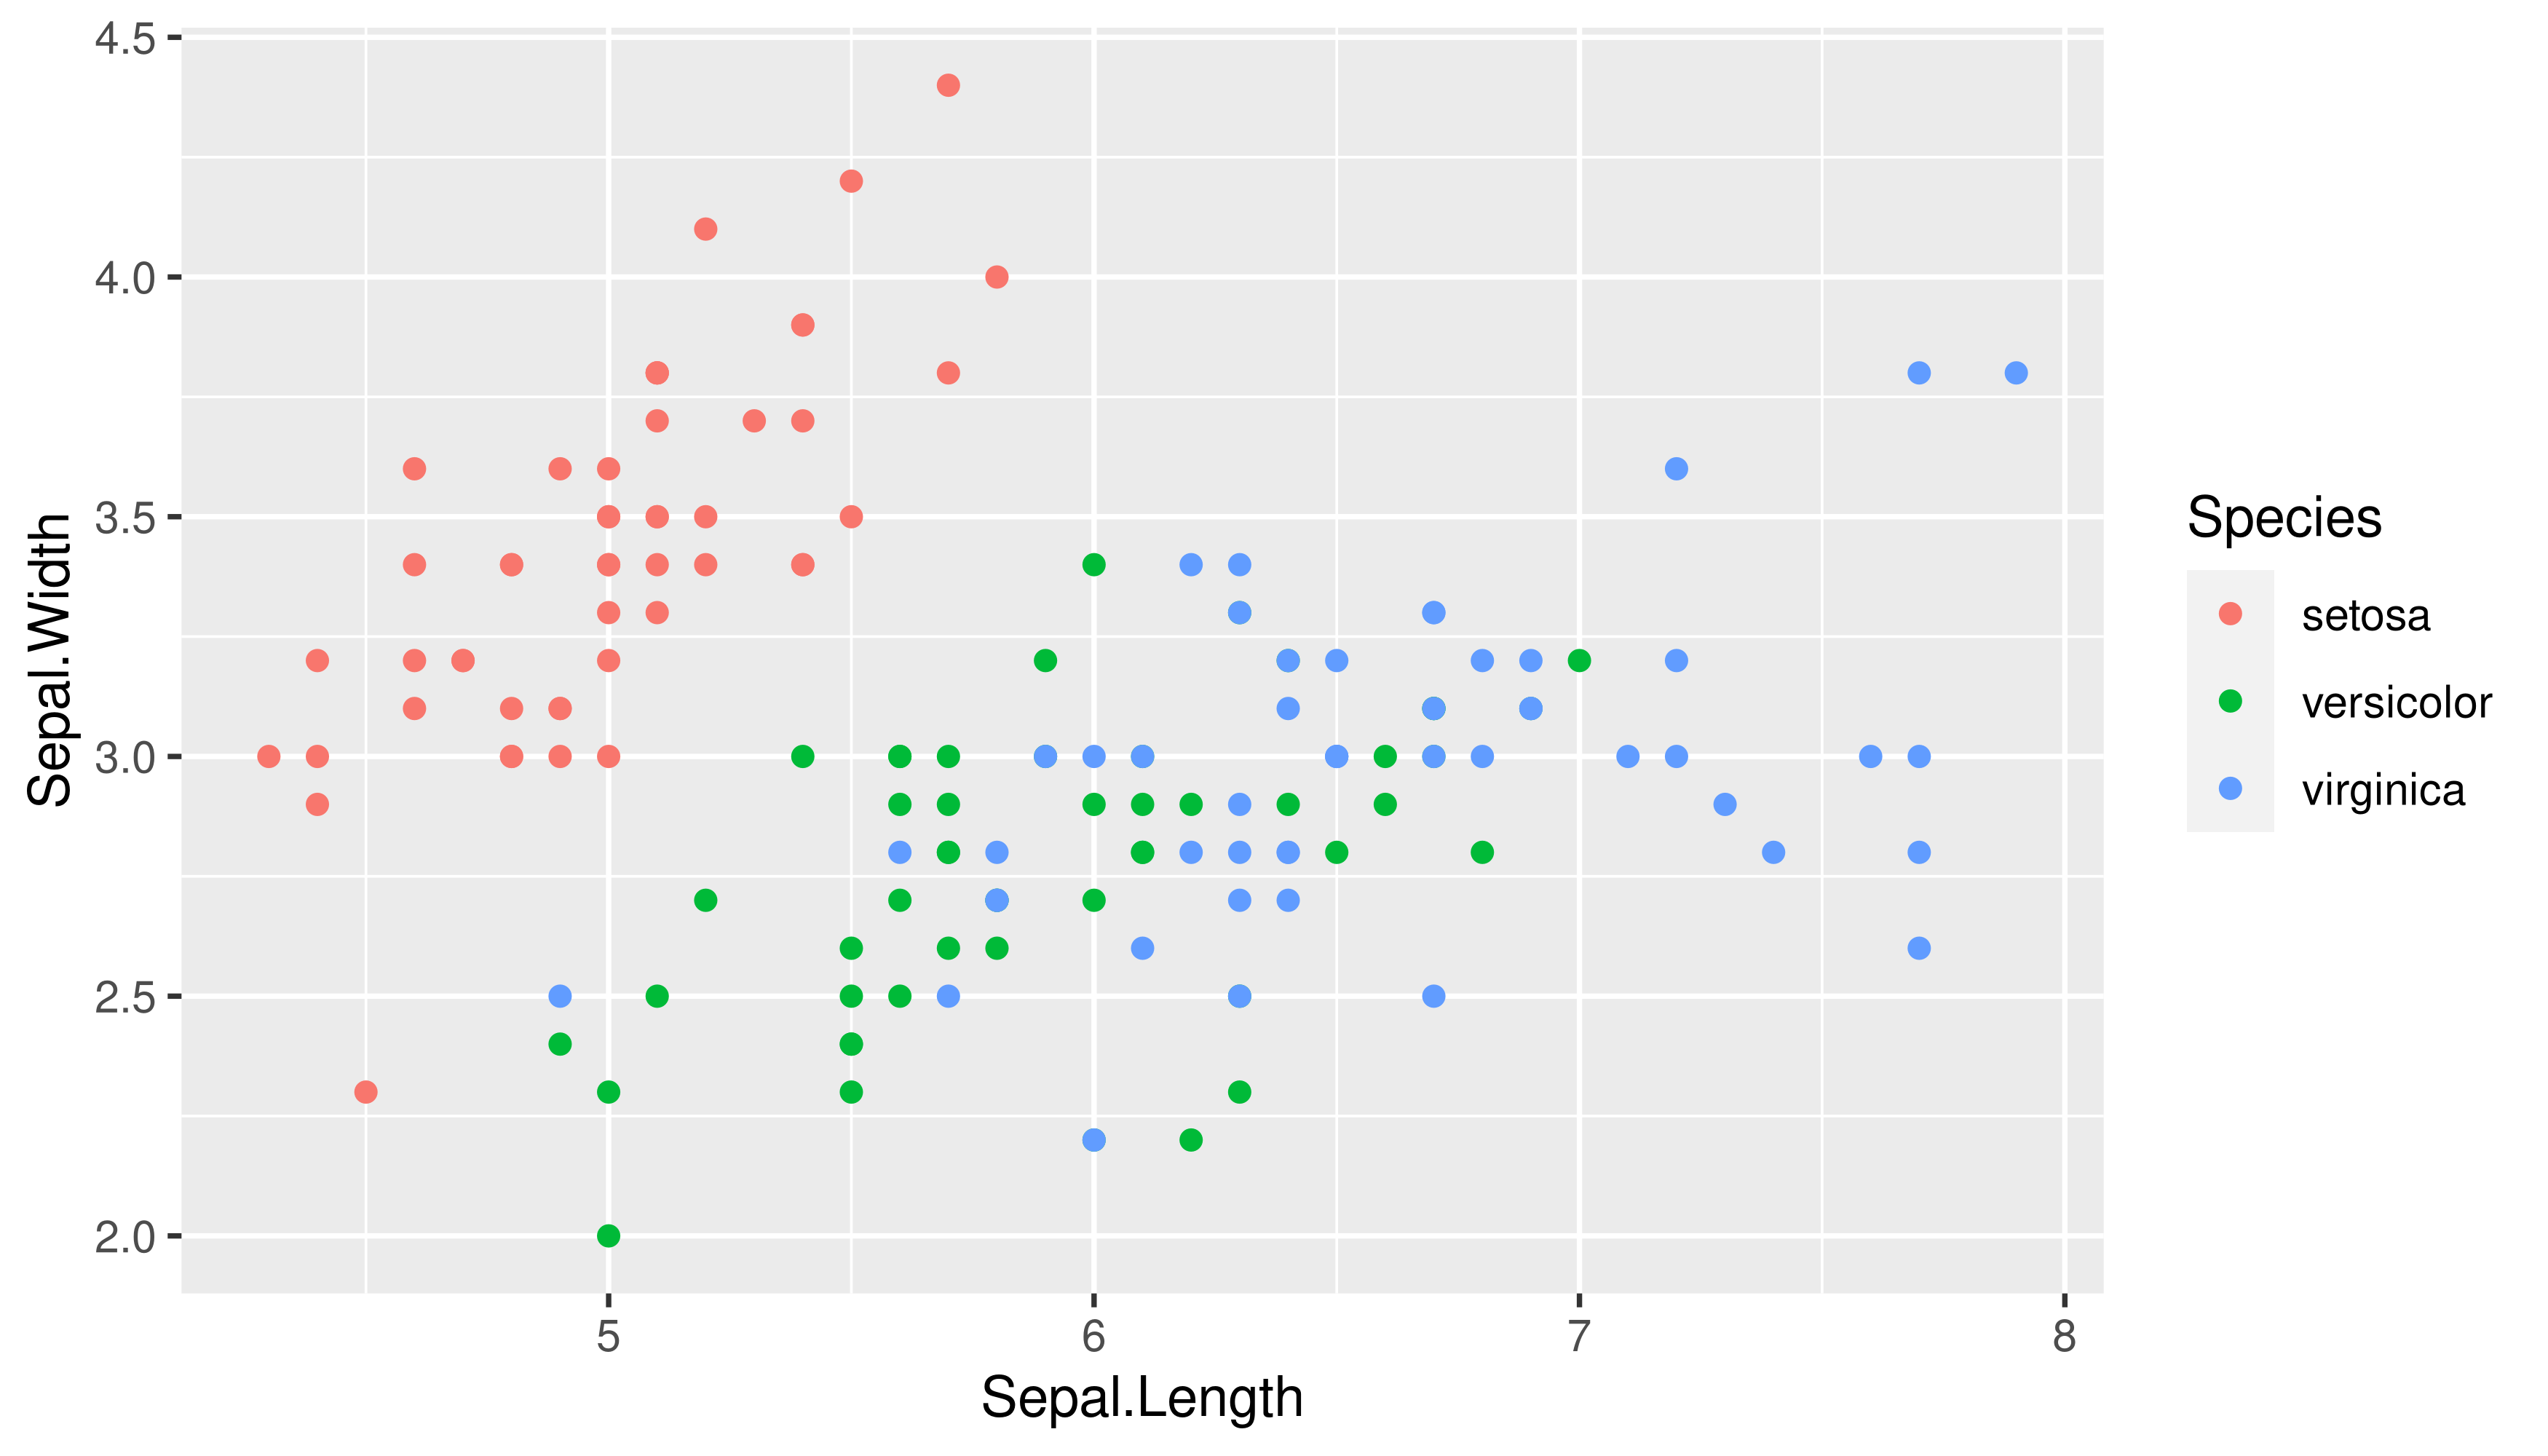 4.5
4.0
3.5
3.0
2.5
2.0
Sepal.Width
5 6 7 8
Sepal.Length
Species
setosa
versicolor
virginica